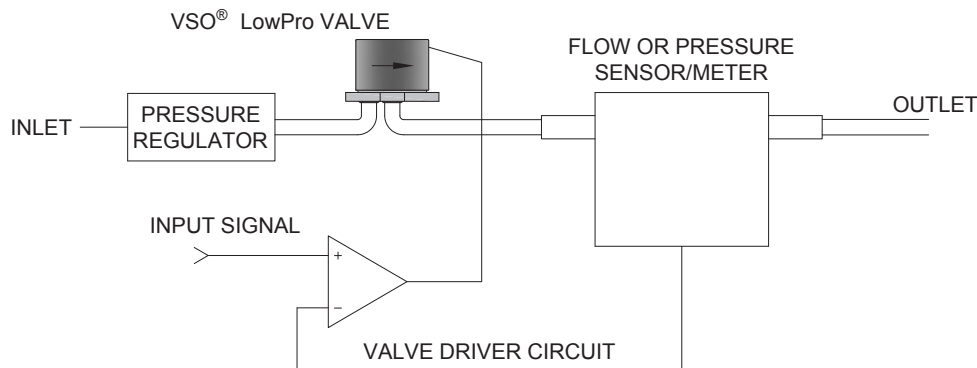 VSO® LowPro VALVE
FLOW OR PRESSURE
SENSOR/METER
OUTLET
INLET
PRESSURE
REGULATOR
INPUT SIGNAL
+
–
VALVE DRIVER CIRCUIT